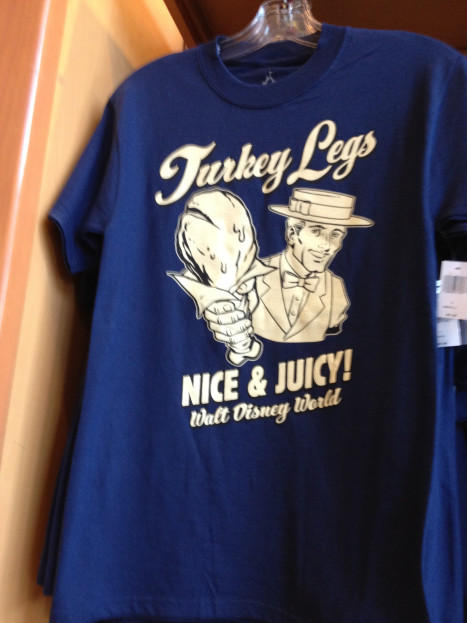 Turkey Legs
NICE & JUICY!
Walt Disney World